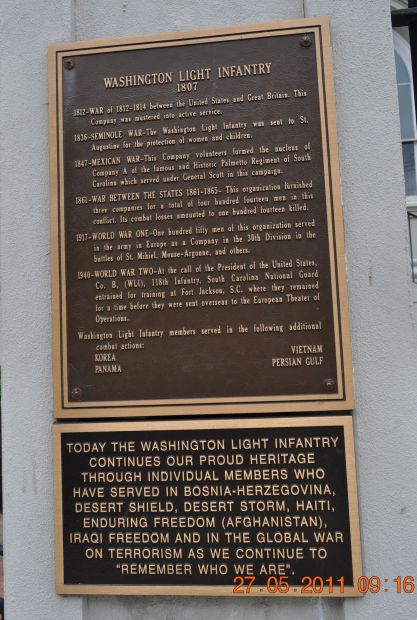 WASHINGTON LIGHT INFANTRY
1807
1812-WAR of 1812-1814 between the United States and Great Britain. This
Company was mustered into active service.
1836-SEMINOLE WAR-The Washington Light Infantry was sent to St.
Augustine for the protection of women and children.
1847-MEXICAN WAR-This Company volunteers formed the nucleus of
Company A of the famous and Historic Palmetto Regiment of South
Carolina which served under General Scott in this campaign.
1861-WAR BETWEEN THE STATES 1861-1865- This organization furnished
three companies for a total of four hundred fourteen men in this
conflict. Its combat losses amounted to one hundred fourteen killed.
1917-WORLD WAR ONE-One hundred fifty men of this organization served
in the army in Europe as a Company in the 30th Division in the
battles of St. Mihiel, Meuse-Argonne, and others.
1940-WORLD WAR TWO-At the call of the President of the United States,
Co. B, (WLI), 118th Infantry, South Carolina National Guard
entrained for training at Fort Jackson, S.C. where they remained
for a time before they were sent overseas to the European Theater of
Operations.
Washington Light Infantry members served in the following additional
combat actions:
KOREA VIETNAM
PANAMA PERSIAN GULF
TODAY THE WASHINGTON LIGHT INFANTRY
CONTINUES OUR PROUD HERITAGE
THROUGH INDIVIDUAL MEMBERS WHO
HAVE SERVED IN BOSNIA-HERZEGOVINA,
DESERT SHIELD, DESERT STORM, HAITI,
ENDURING FREEDOM (AFGHANISTAN),
IRAQI FREEDOM AND IN THE GLOBAL WAR
ON TERRORISM AS WE CONTINUE TO
"REMEMBER WHO WE ARE".
27.05.2011 09:16